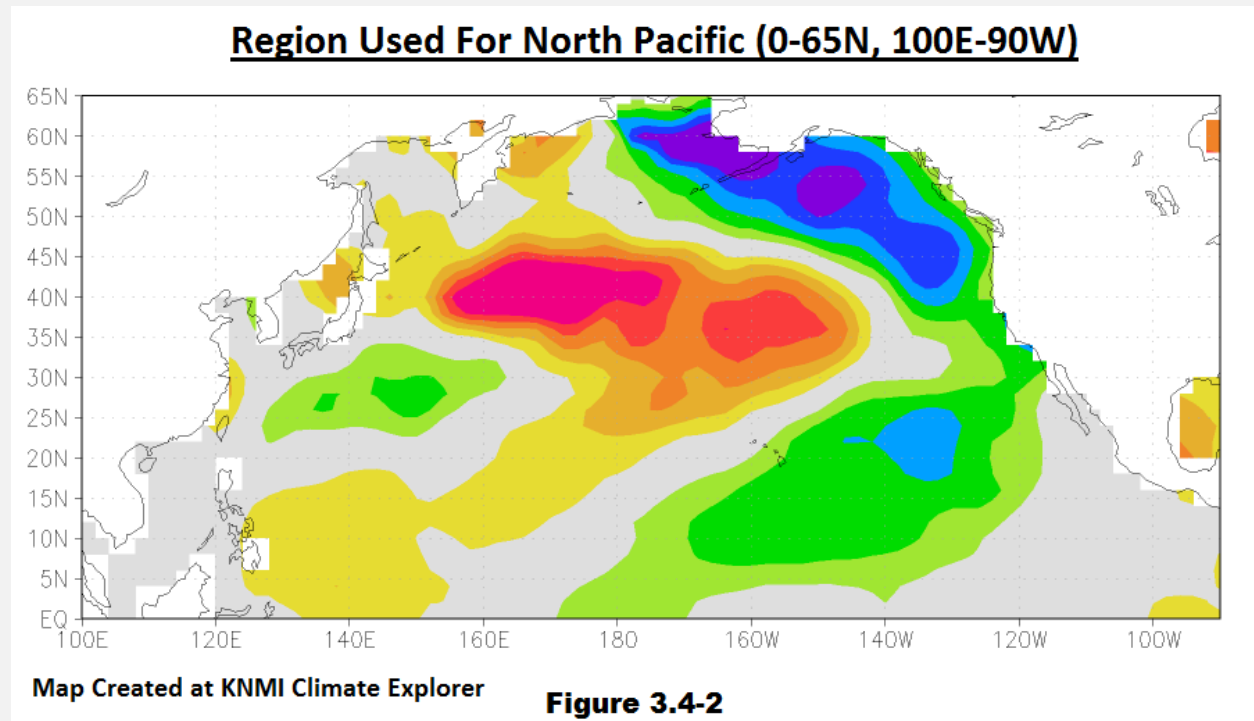 Region Used For North Pacific (0-65N, 100E-90W)
65N
60N
55N
50N
45N
40N
35N
30N
25N
20N
15N
10N
5N
EQ
100E 120E 140E 160E 180 160W 140W 120W 100W
Map Created at KNMI Climate Explorer
Figure 3.4-2